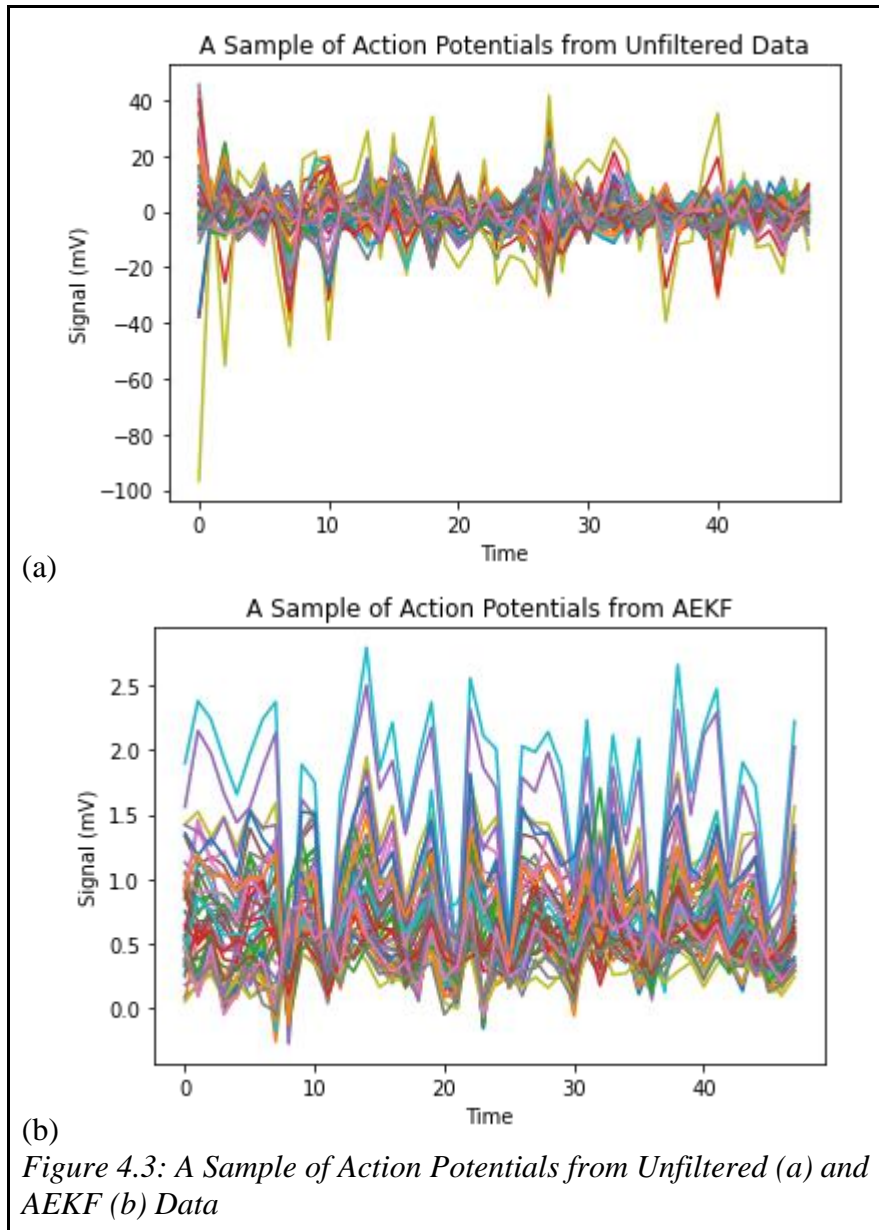 A Sample of Action Potentials from Unfiltered Data
40
20
0
−20
−40
−60
−80
−100
Signal (mV)
0 10 20 30 40
Time
(a)
A Sample of Action Potentials from AEKF
2.5
2.0
1.5
1.0
0.5
0.0
Signal (mV)
0 10 20 30 40
Time
(b)
Figure 4.3: A Sample of Action Potentials from Unfiltered (a) and
AEKF (b) Data